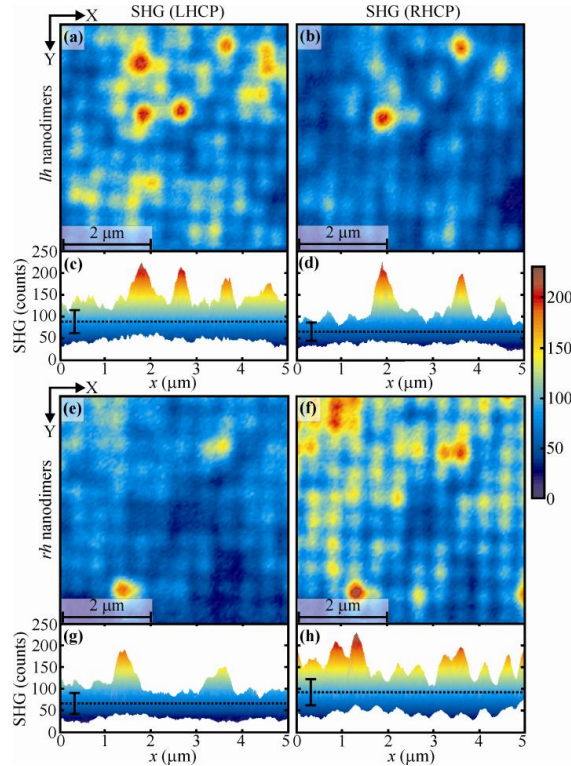 SHG (LHCP) SHG (RHCP)
X
Y
(a) (b)
lh nanodimers
2 μm 2 μm
SHG (counts)
250
200
150
100
50
0
(c) (d)
0 1 2 3 4 5 0 1 2 3 4 5
x (μm) x (μm)
200
150
100
50
0
X
Y
(e) (f)
rh nanodimers
2 μm 2 μm
SHG (counts)
250
200
150
100
50
0
(g) (h)
0 1 2 3 4 5 0 1 2 3 4 5
x (μm) x (μm)